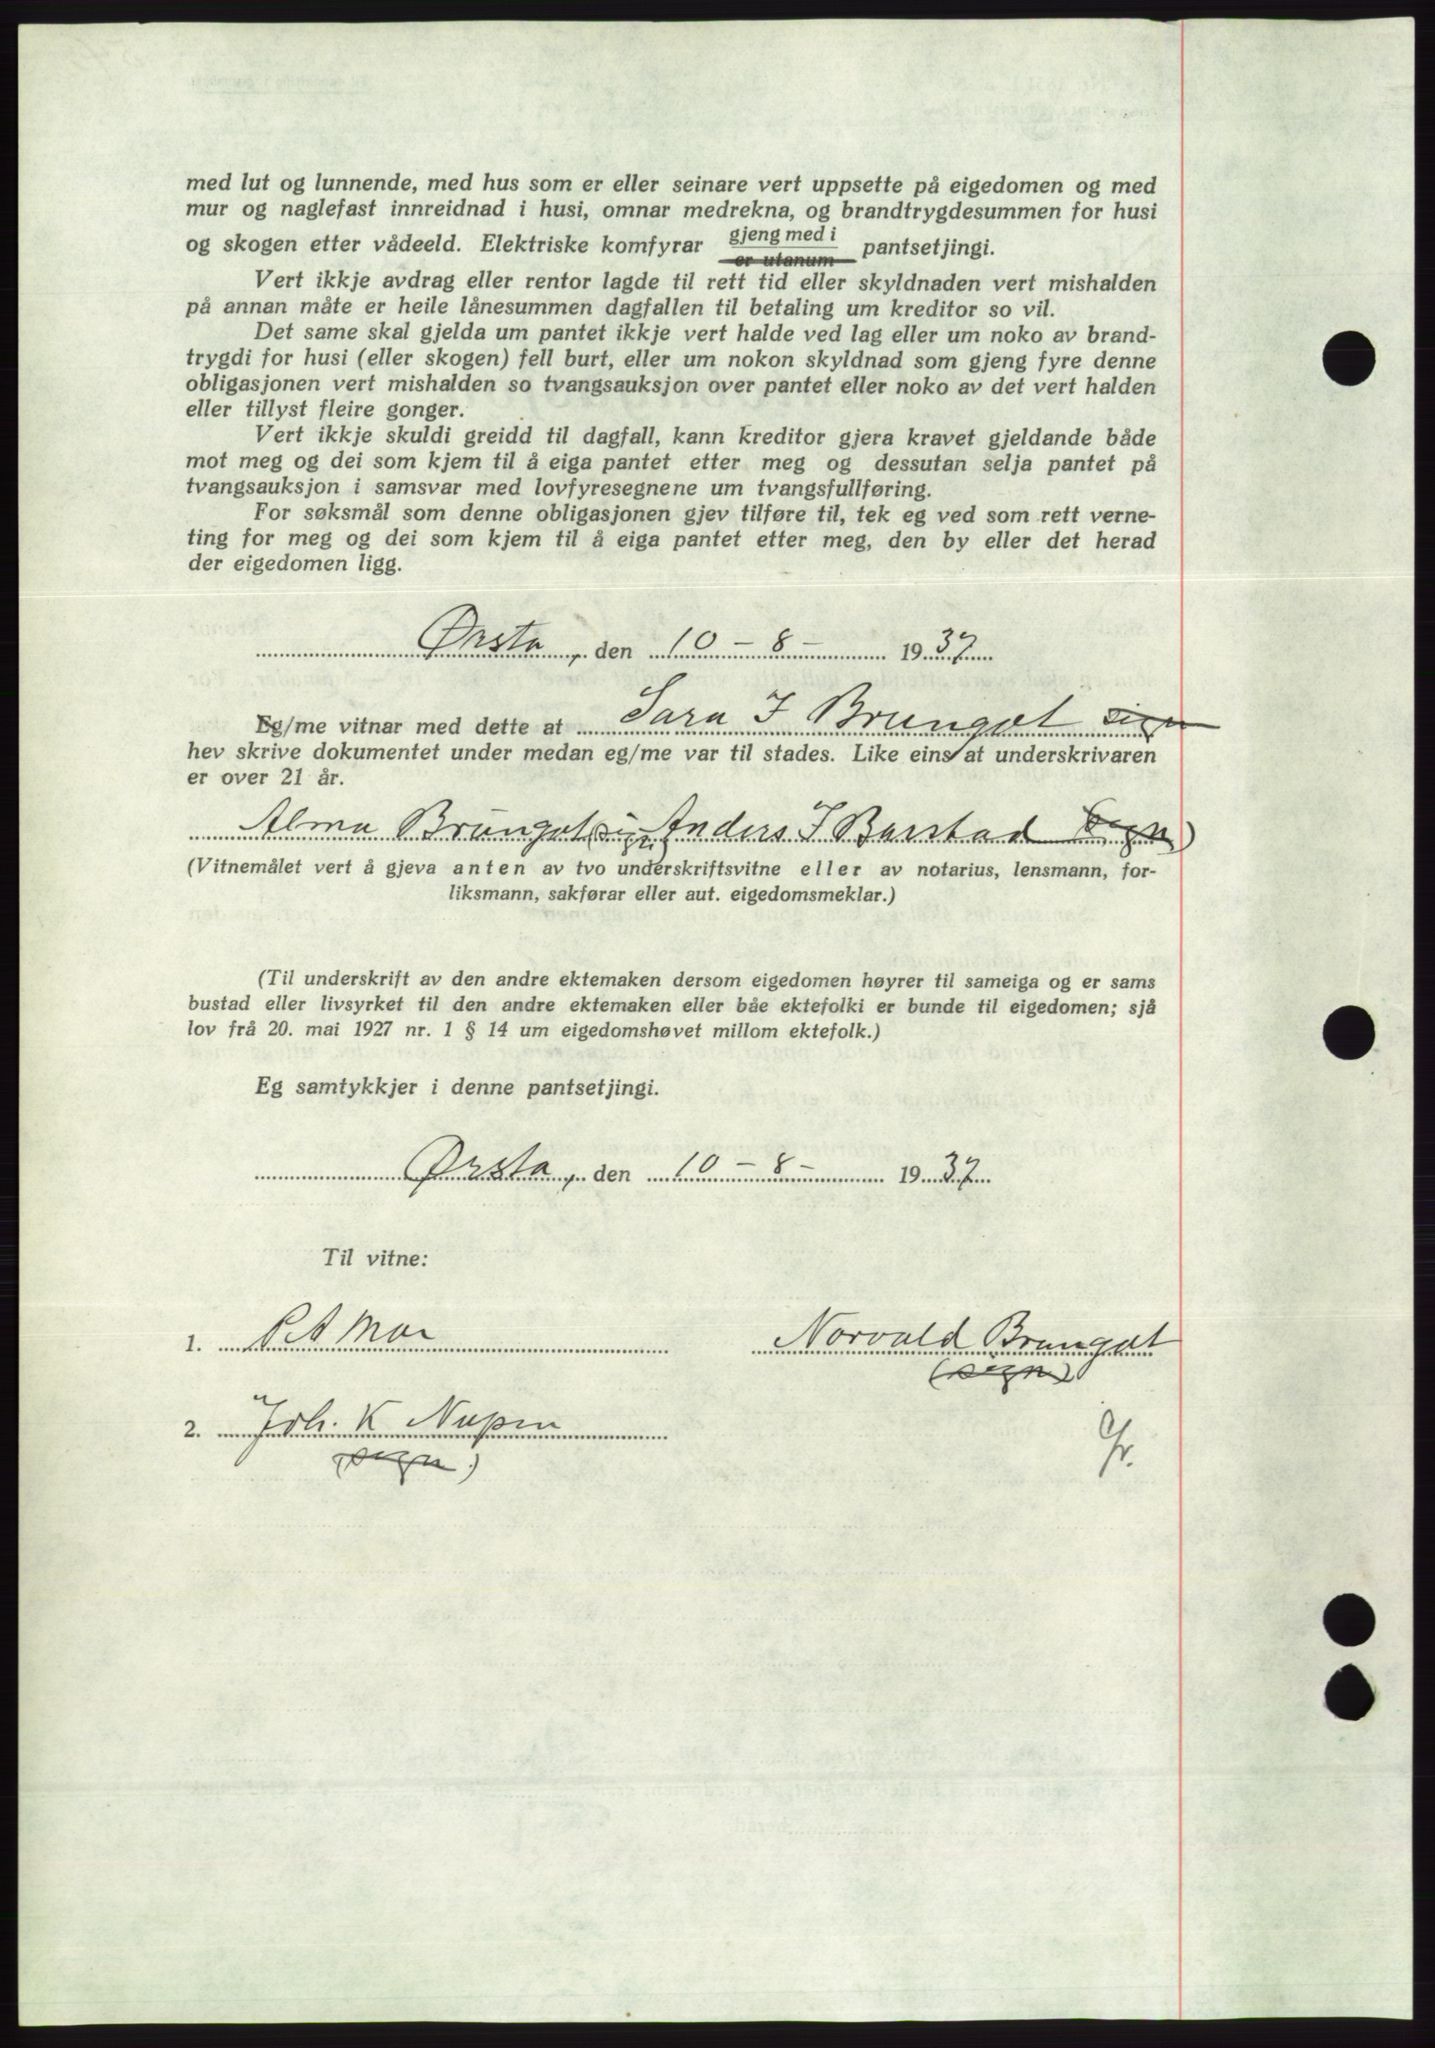 med lut og lunnende, med hus som er eller seinare vert uppsette på eigedomen og med
mur og naglefast innreidnad i husi, omnar medrekna, og brandtrygdesummen for husi
og skogen etter vådeeld. Elektriske komfyrar gjeng med i pantsetjingi.
er utanum
Vert ikkje avdrag eller rentor lagde til rett tid eller skyldnaden vert mishalden
på annan måte er heile lånesummen dagfallen til betaling um kreditor so vil.
Det same skal gjelda um pantet ikkje vert halde ved lag eller um noko av brand-
trygdi for husi (eller skogen) fell burt, eller um nokon skyldnad som gjeng fyre denne
obligasjonen vert mishalden so tvangsauksjon over pantet eller noko av det vert halden
eller tillyst fleire gonger.
Vert ikkje skuldi greidd til dagfall, kann kreditor gjera kravet gjeldande både
mot meg og dei som kjem til å eiga pantet etter meg og dessutan selja pantet på
tvangsauksjon i samsvar med lovfyresegnene um tvangsfullføring.
For søksmål som denne obligasjonen gjev tilføre til, tek eg ved som rett verne-
ting for meg og dei som kjem til å eiga pantet etter meg, den by eller det herad
der eigedomen ligg.
Ørsta, den 10 - 8 - 1937
Eg/me vitnar med dette at Sara I Brungot sign
hev skrive dokumentet under medan eg/me var til stades. Like eins at underskrivaren
er over 21 år.
Alma Brungot (sign) Anders I Barstad (sign)
(Vitnemålet vert å gjeva anten av tvo underskriftsvitne eller av notarius, lensmann, for-
liksmann, sakførar eller aut. eigedomsmeklar.)
(Til underskrift av den andre ektemaken dersom eigedomen høyrer til sameiga og er sams
bustad eller livsyrket til den andre ektemaken eller båe ektefolki er bunde til eigedomen; sjå
lov frå 20. mai 1927 nr. 1 § 14 um eigedomshøvet millom ektefolk.)
Eg samtykkjer i denne pantsetjingi.
Ørsta, den 10 - 8 - 1937
Til vitne:
1. P A Mo Norvald Brungot
(sign)
2. Joh. K Nupen
(sign)